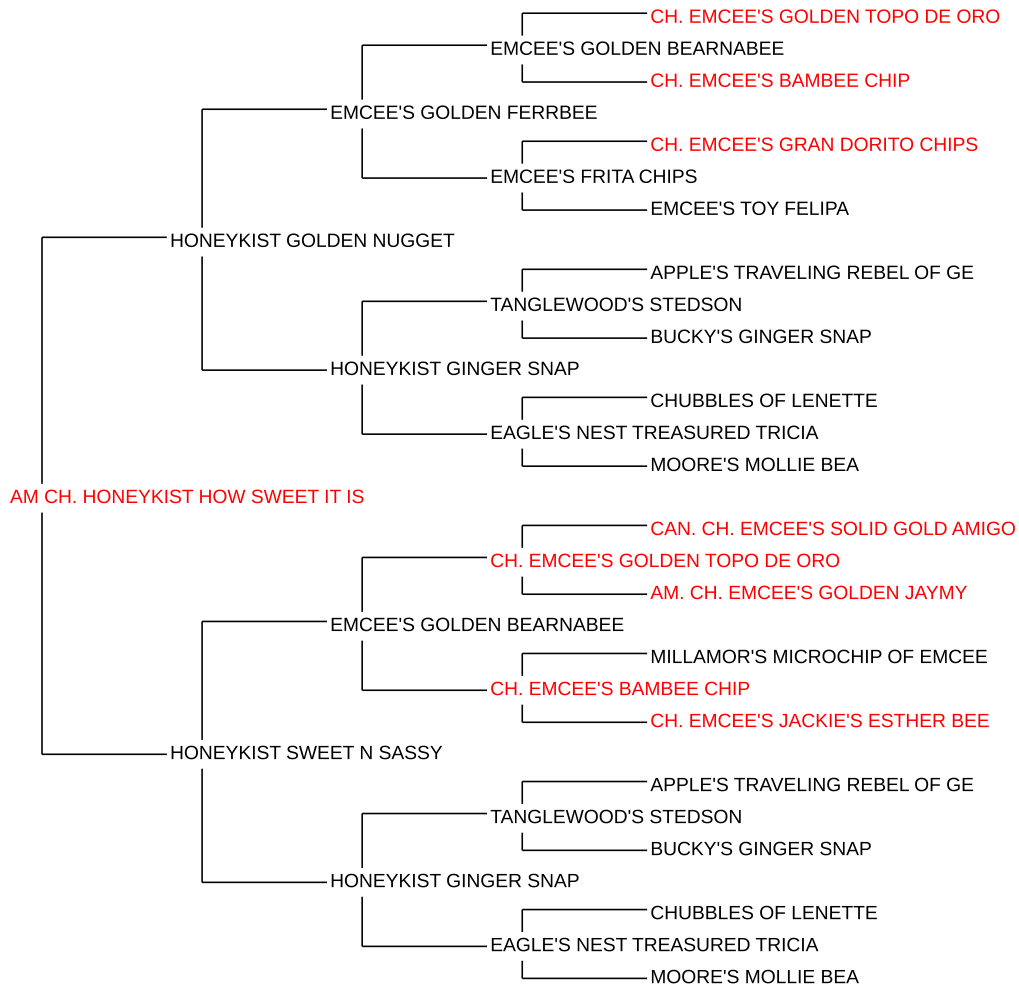 CH. EMCEE'S GOLDEN TOPO DE ORO
EMCEE'S GOLDEN BEARNABEE
CH. EMCEE'S BAMBEE CHIP
EMCEE'S GOLDEN FERRBEE
CH. EMCEE'S GRAN DORITO CHIPS
EMCEE'S FRITA CHIPS
EMCEE'S TOY FELIPA
HONEYKIST GOLDEN NUGGET
APPLE'S TRAVELING REBEL OF GE
TANGLEWOOD'S STEDSON
BUCKY'S GINGER SNAP
HONEYKIST GINGER SNAP
CHUBBLES OF LENETTE
EAGLE'S NEST TREASURED TRICIA
MOORE'S MOLLIE BEA
AM CH. HONEYKIST HOW SWEET IT IS
CAN. CH. EMCEE'S SOLID GOLD AMIGO
CH. EMCEE'S GOLDEN TOPO DE ORO
AM. CH. EMCEE'S GOLDEN JAYMY
EMCEE'S GOLDEN BEARNABEE
MILLAMOR'S MICROCHIP OF EMCEE
CH. EMCEE'S BAMBEE CHIP
CH. EMCEE'S JACKIE'S ESTHER BEE
HONEYKIST SWEET N SASSY
APPLE'S TRAVELING REBEL OF GE
TANGLEWOOD'S STEDSON
BUCKY'S GINGER SNAP
HONEYKIST GINGER SNAP
CHUBBLES OF LENETTE
EAGLE'S NEST TREASURED TRICIA
MOORE'S MOLLIE BEA